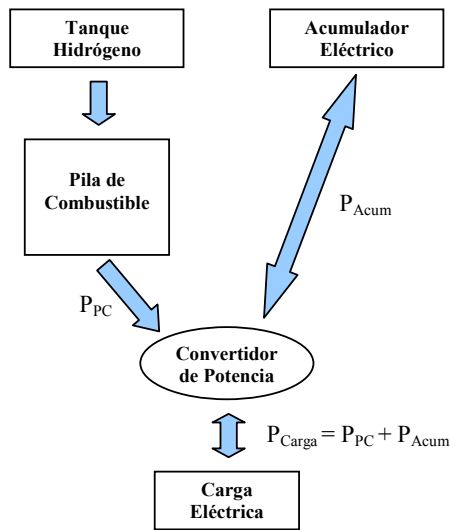 Tanque
Hidrógeno
Acumulador
Eléctrico
Pila de
Combustible
P_Acum
P_PC
Convertidor
de Potencia
P_Carga = P_PC + P_Acum
Carga
Eléctrica